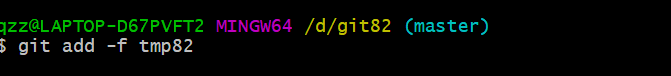 qzz@LAPTOP-D67PVFT2 MINGW64 /d/git82 (master)
$ git add -f tmp82